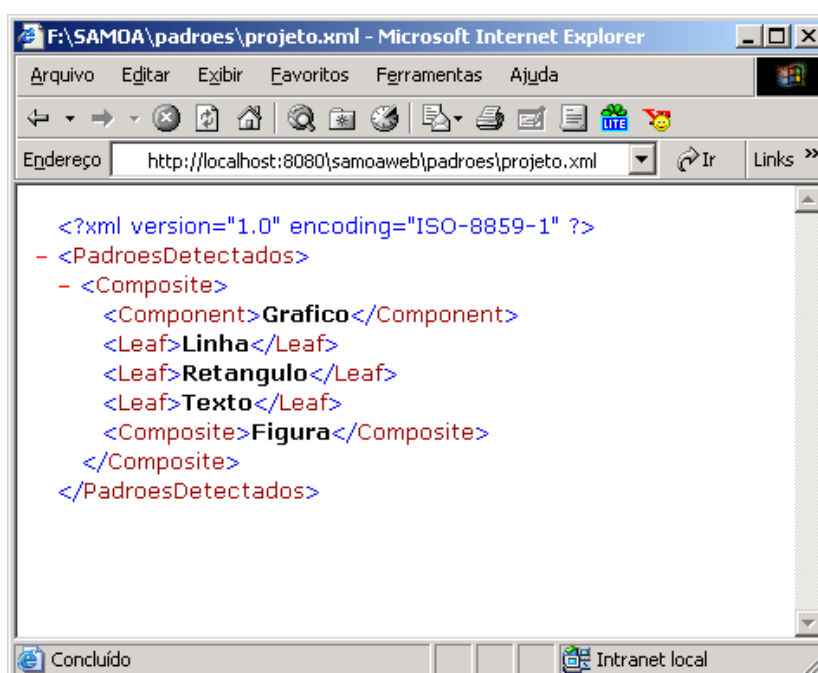 F:\SAMOA\padroes\projeto.xml - Microsoft Internet Explorer
Arquivo Editar Exibir Favoritos Ferramentas Ajuda
LITE
Endereço http://localhost:8080\samoaweb\padroes\projeto.xml Ir Links »
<?xml version="1.0" encoding="ISO-8859-1" ?>
– <PadroesDetectados>
– <Composite>
<Component>Grafico</Component>
<Leaf>Linha</Leaf>
<Leaf>Retangulo</Leaf>
<Leaf>Texto</Leaf>
<Composite>Figura</Composite>
</Composite>
</PadroesDetectados>
Concluído Intranet local